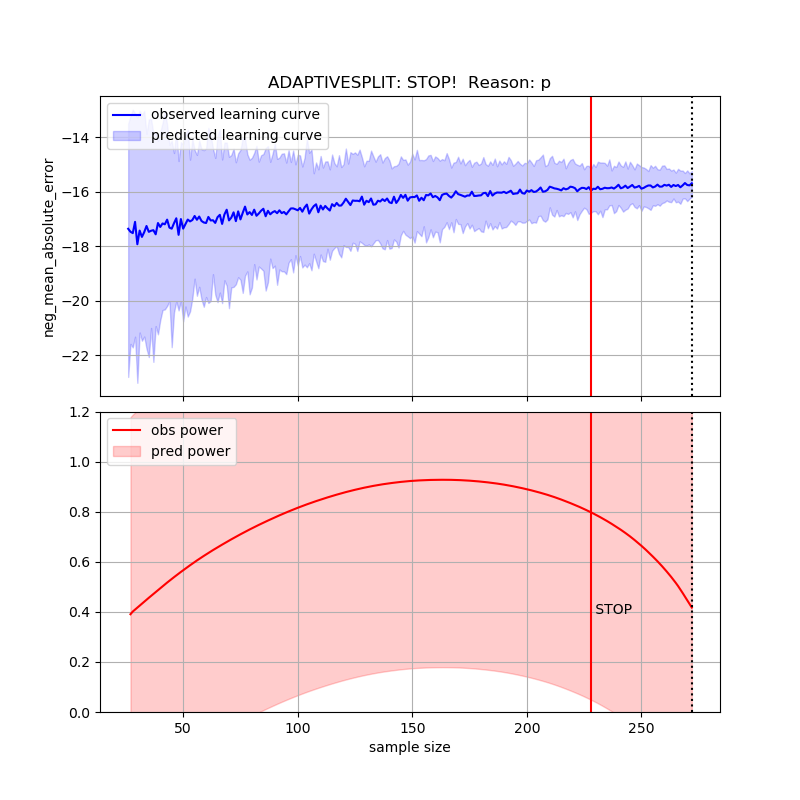 ADAPTIVESPLIT: STOP!  Reason: p
observed learning curve
predicted learning curve
−14
−16
−18
−20
−22
neg_mean_absolute_error
obs power
pred power
1.2
1.0
0.8
0.6
0.4
0.2
0.0
STOP
50
100
150
200
250
sample size